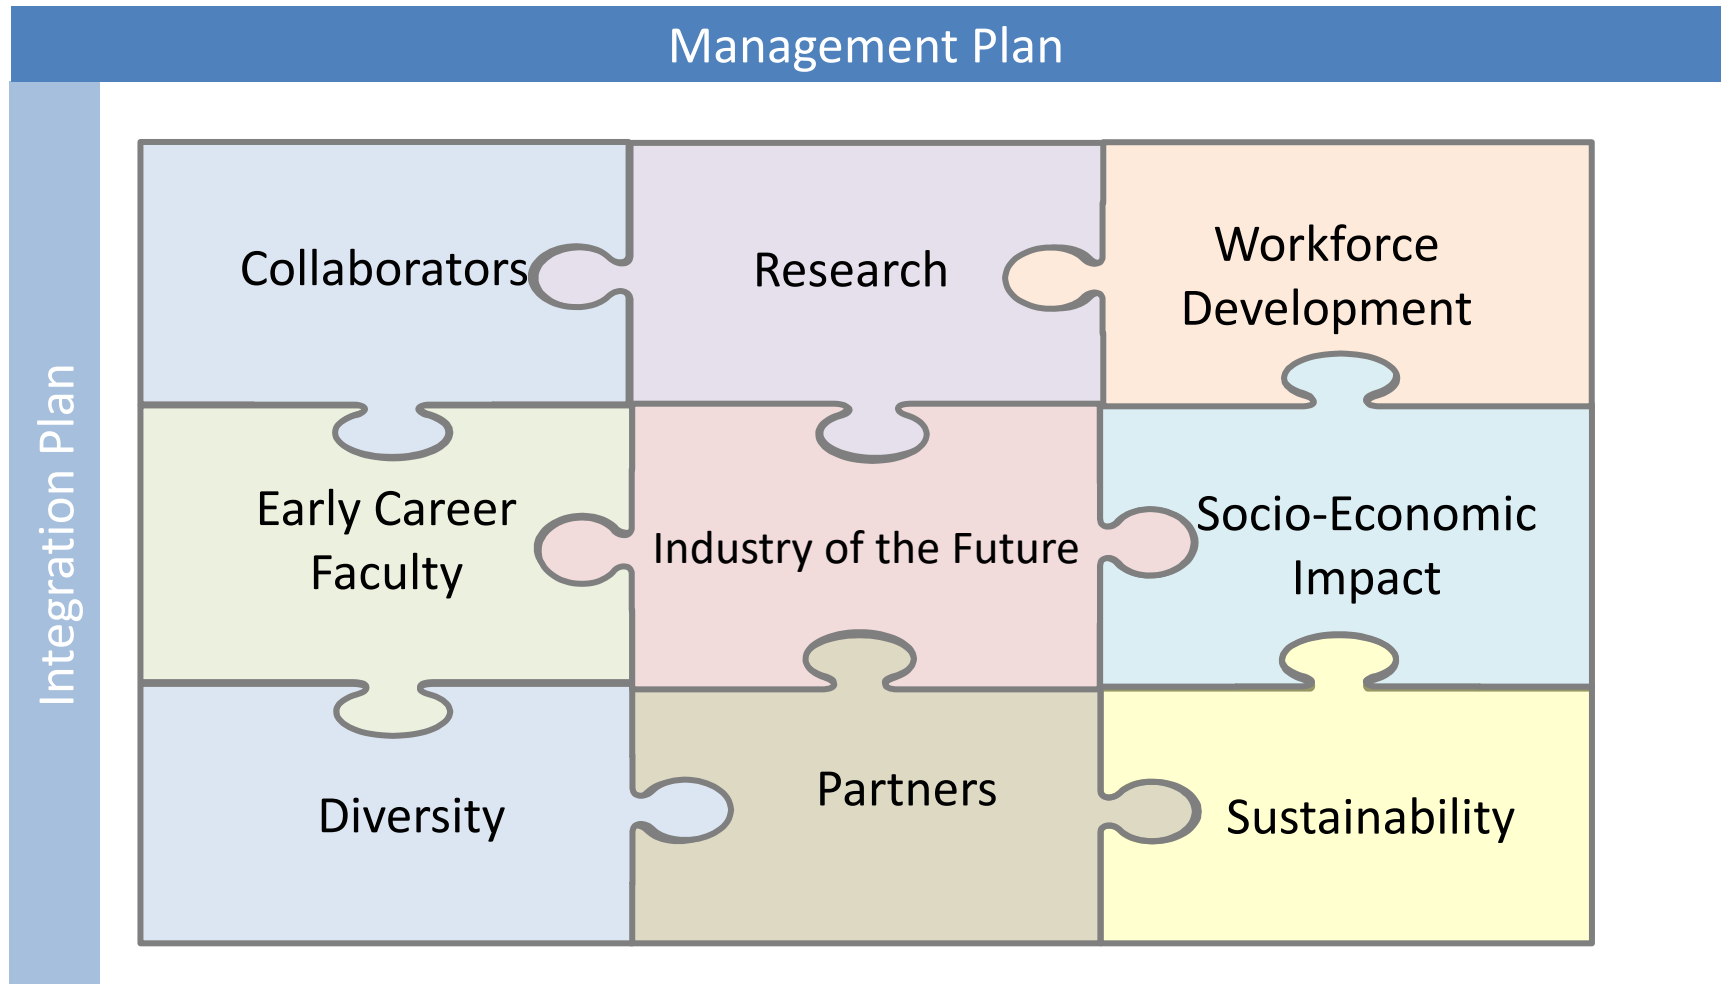 Management Plan
Integration Plan
Collaborators
Research
Workforce
Development
Early Career
Faculty
Industry of the Future
Socio-Economic
Impact
Diversity
Partners
Sustainability